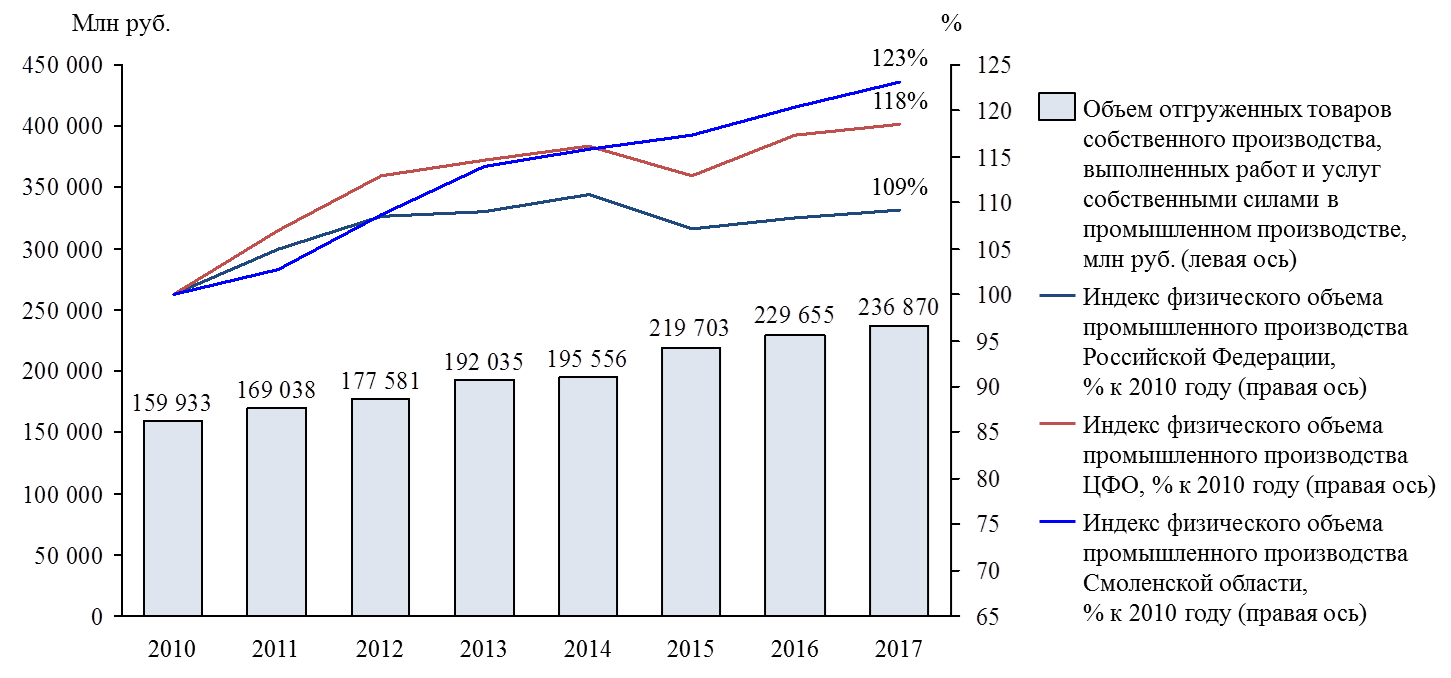 Млн руб.
%
450 000
400 000
350 000
300 000
250 000
200 000
150 000
100 000
50 000
0
159 933
169 038
177 581
192 035
195 556
219 703
229 655
236 870
123%
118%
109%
125
120
115
110
105
100
95
90
85
80
75
70
65
2010
2011
2012
2013
2014
2015
2016
2017
Объем отгруженных товаров
собственного производства,
выполненных работ и услуг
собственными силами в
промышленном производстве,
млн руб. (левая ось)
Индекс физического объема
промышленного производства
Российской Федерации,
% к 2010 году (правая ось)
Индекс физического объема
промышленного производства
ЦФО, % к 2010 году (правая ось)
Индекс физического объема
промышленного производства
Смоленской области,
% к 2010 году (правая ось)